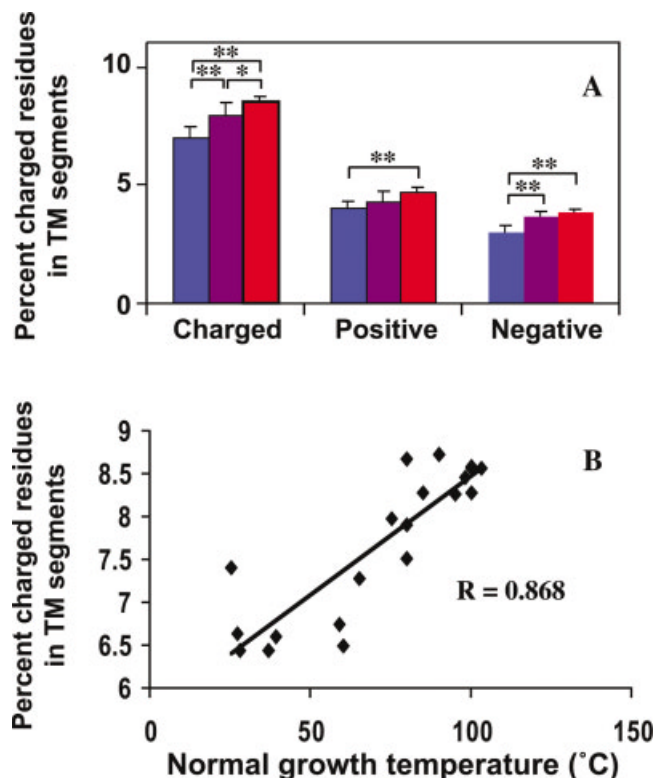 Percent charged residues
in TM segments
10
5
0
**
**
*
**
**
**
A
Charged
Positive
Negative
Percent charged residues
in TM segments
9
8.5
8
7.5
7
6.5
6
B
R = 0.868
0
50
100
150
Normal growth temperature (˚C)